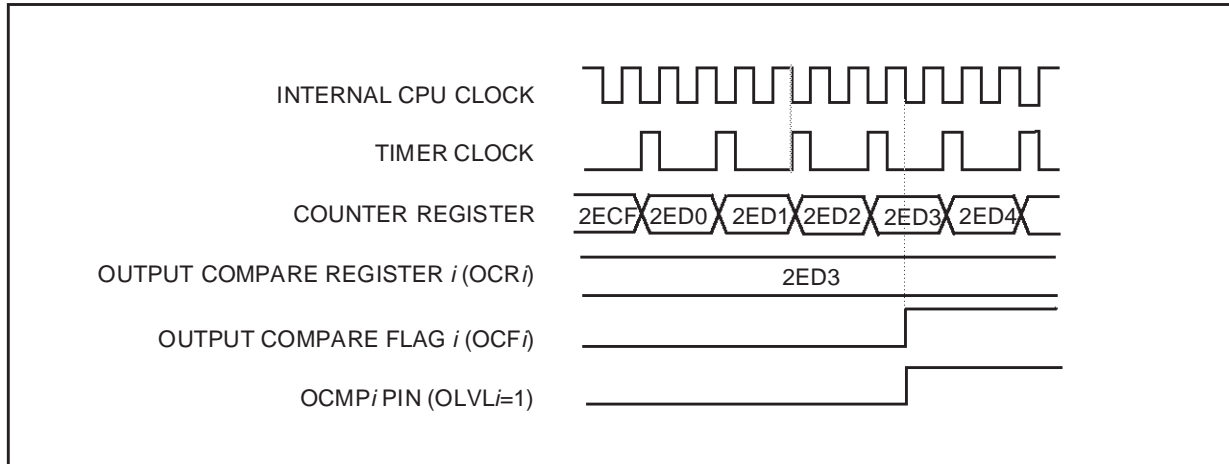 INTERNAL CPU CLOCK
TIMER CLOCK
COUNTER REGISTER
2ECF 2ED0 2ED1 2ED2 2ED3 2ED4
OUTPUT COMPARE REGISTER i (OCRi)
2ED3
OUTPUT COMPARE FLAG i (OCFi)
OCMPi PIN (OLVLi=1)